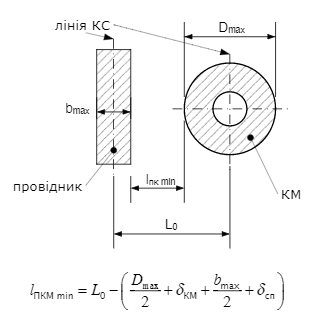 лінія КС
Dmax
bmax
lпк min
провідник
КМ
L0
lПКМ min = L0 − (Dmax/2 + δКМ + bmax/2 + δсп)